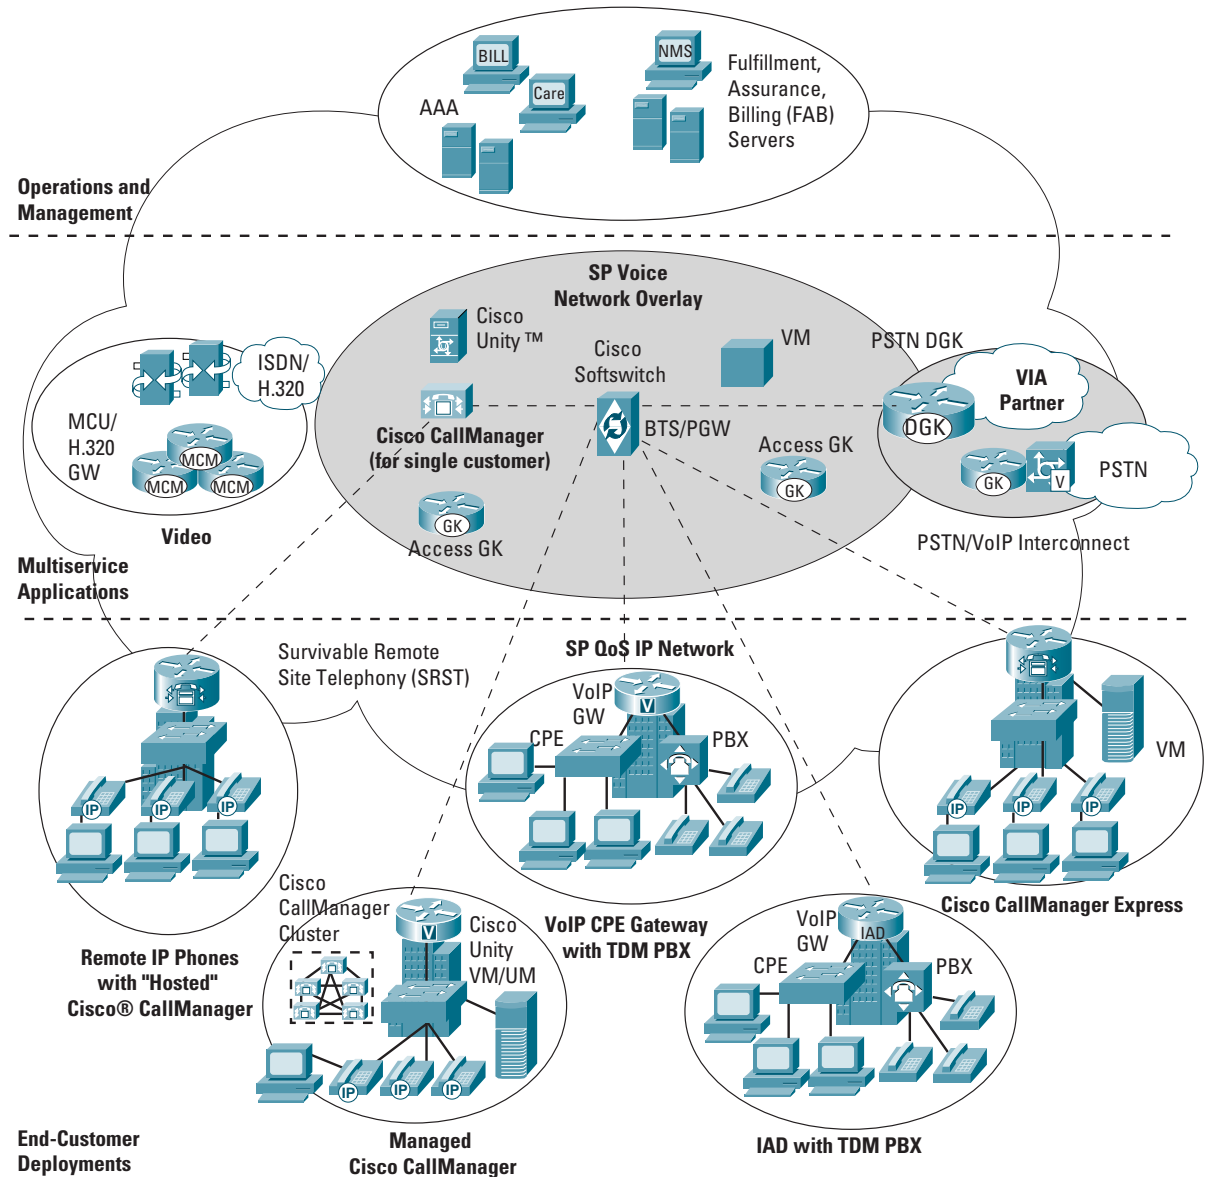 BILL
NMS
Care
AAA
Fulfillment,
Assurance,
Billing (FAB)
Servers
Operations and
Management
SP Voice
Network Overlay
Cisco
Unity ™
Cisco
Softswitch
VM
PSTN DGK
VIA
Partner
DGK
ISDN/
H.320
MCU/
H.320
GW
MCM
MCM
MCM
Video
Cisco CallManager
(før single customer)
BTS/PGW
Access GK
GK
GK
Access GK
GK
V
PSTN
PSTN/VoIP Interconnect
Multiservice
Applications
Survivable Remote
Site Telephony (SRST)
SP QoS IP Network
VoIP
GW
V
CPE
PBX
VM
IP
IP
IP
IP
IP
IP
Cisco
CallManager
Cluster
V
Cisco
Unity
VM/UM
VoIP CPE Gateway
with TDM PBX
VoIP
GW
IAD
CPE
PBX
Cisco CallManager Express
Remote IP Phones
with "Hosted"
Cisco® CallManager
IP
IP
IP
End-Customer
Deployments
Managed
Cisco CallManager
IAD with TDM PBX